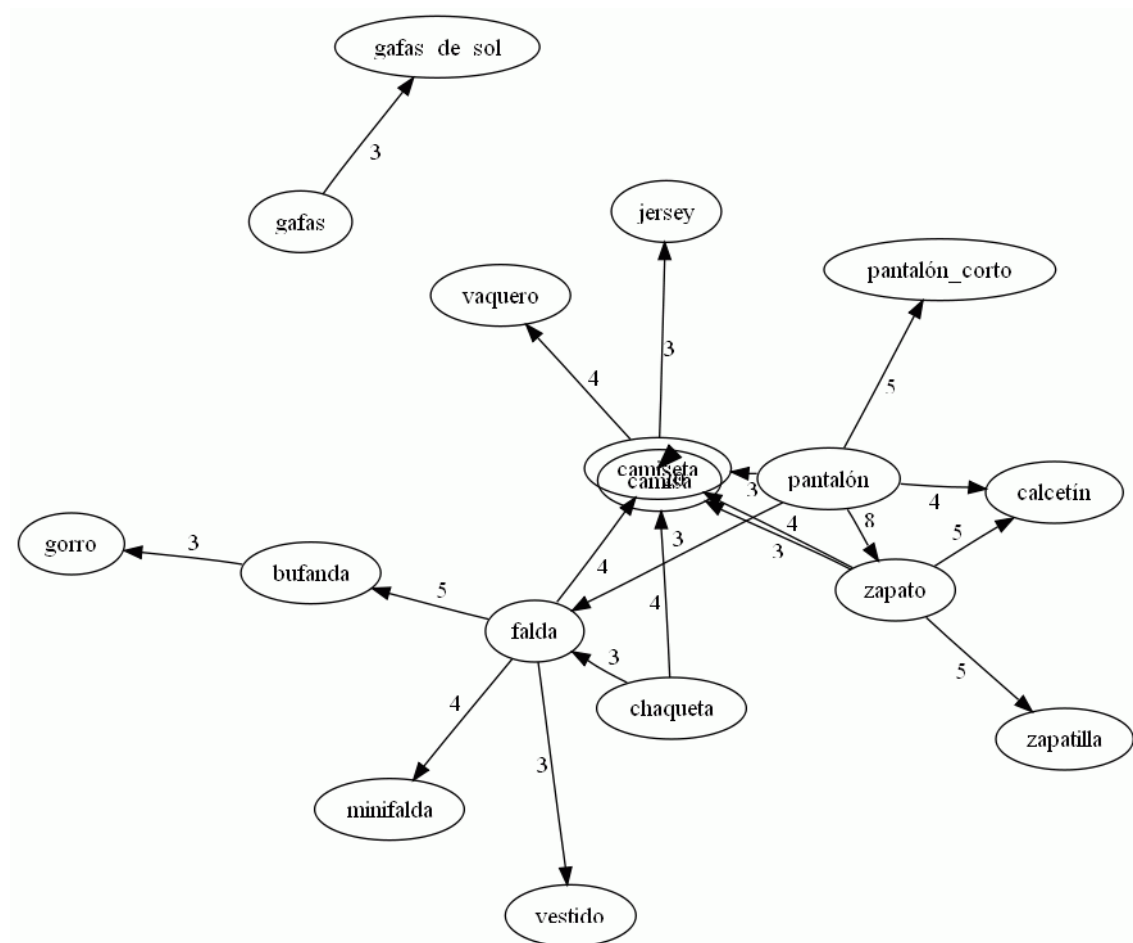 gafas de sol
3
gafas
jersey
pantalón_corto
vaquero
3
4
5
camiseta
camisa
pantalón
3
4
calcetín
8
4
5
3
3
gorro
3
bufanda
4
zapato
5
4
falda
3
5
chaqueta
4
zapatilla
3
minifalda
vestido